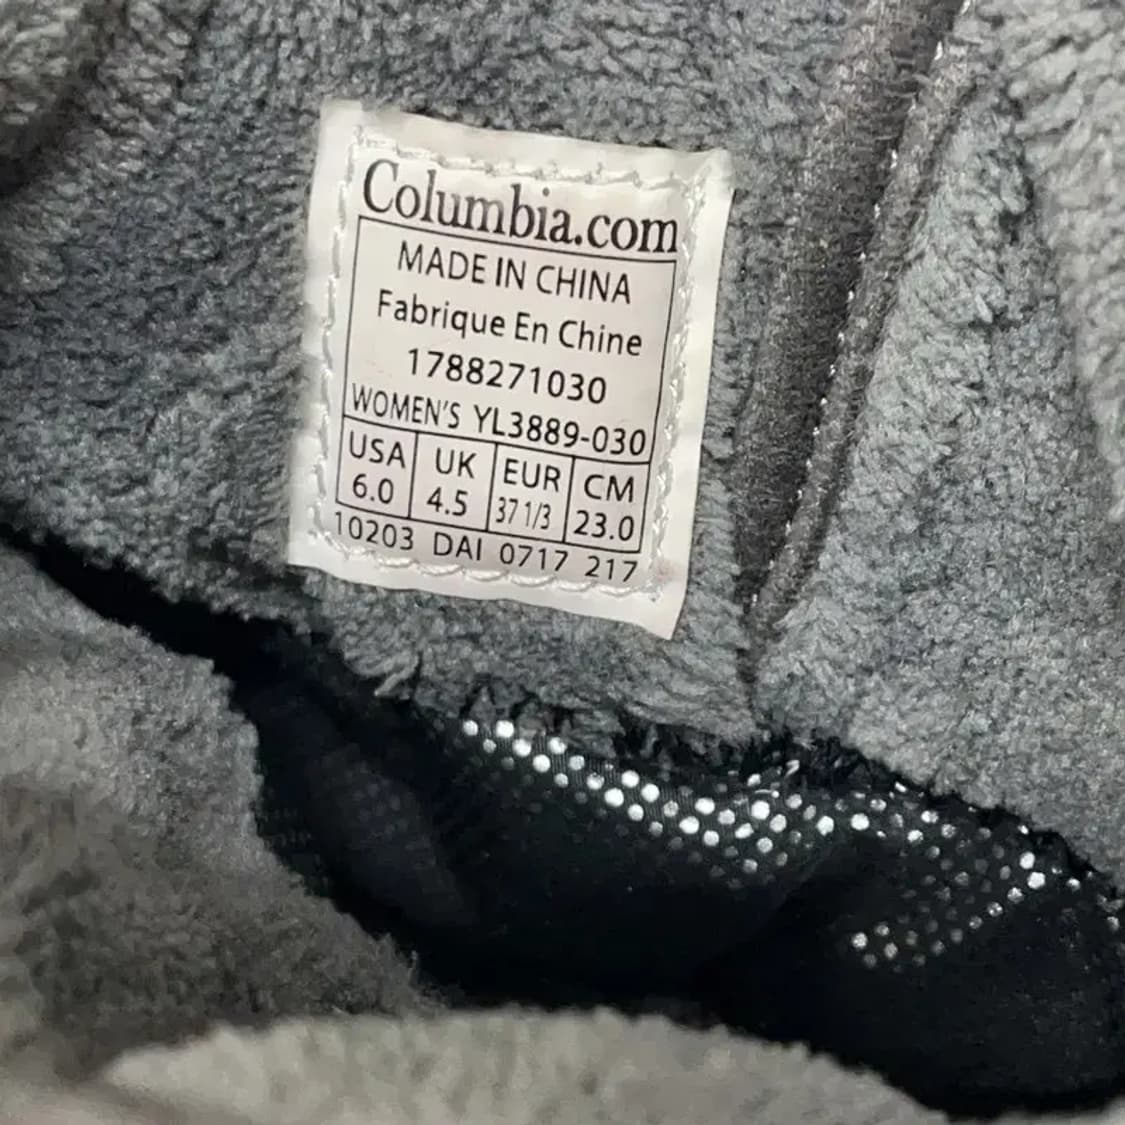 Columbia.com
MADE IN CHINA
Fabrique En Chine
1788271030
WOMEN'S YL3889-030
USA UK EUR CM
6.0 4.5 37 1/3 23.0
10203 DAI 0717 217